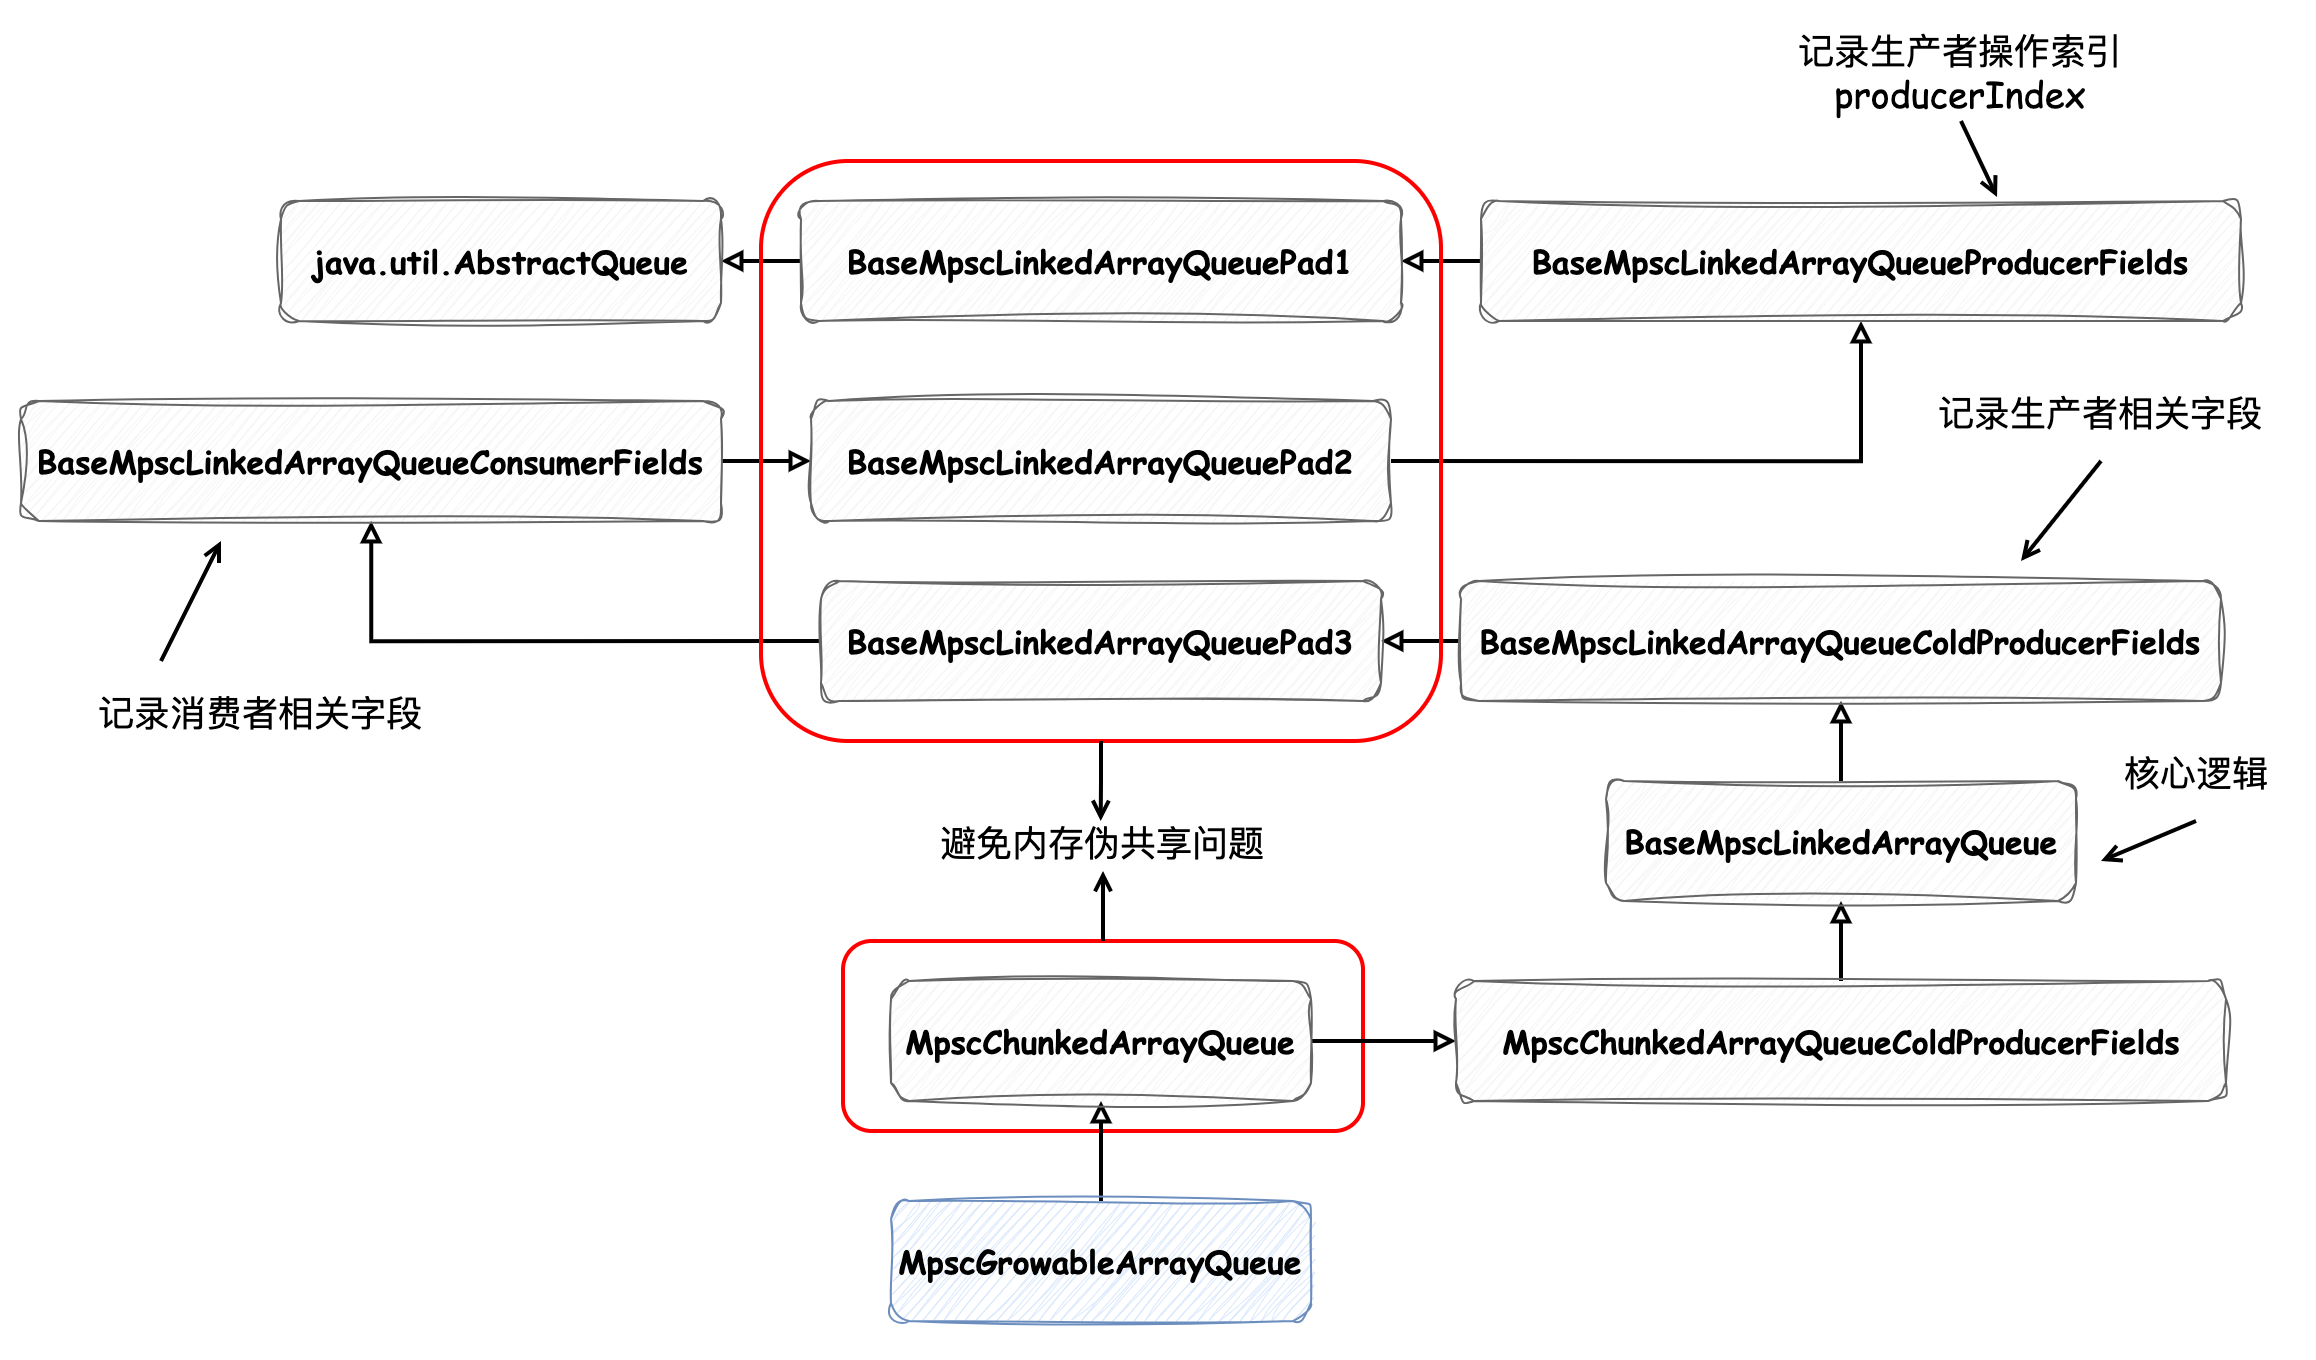 记录生产者操作索引
producerIndex
java.util.AbstractQueue
BaseMpscLinkedArrayQueuePad1
BaseMpscLinkedArrayQueueProducerFields
记录生产者相关字段
BaseMpscLinkedArrayQueueConsumerFields
BaseMpscLinkedArrayQueuePad2
BaseMpscLinkedArrayQueuePad3
BaseMpscLinkedArrayQueueColdProducerFields
记录消费者相关字段
核心逻辑
避免内存伪共享问题
BaseMpscLinkedArrayQueue
MpscChunkedArrayQueue
MpscChunkedArrayQueueColdProducerFields
MpscGrowableArrayQueue